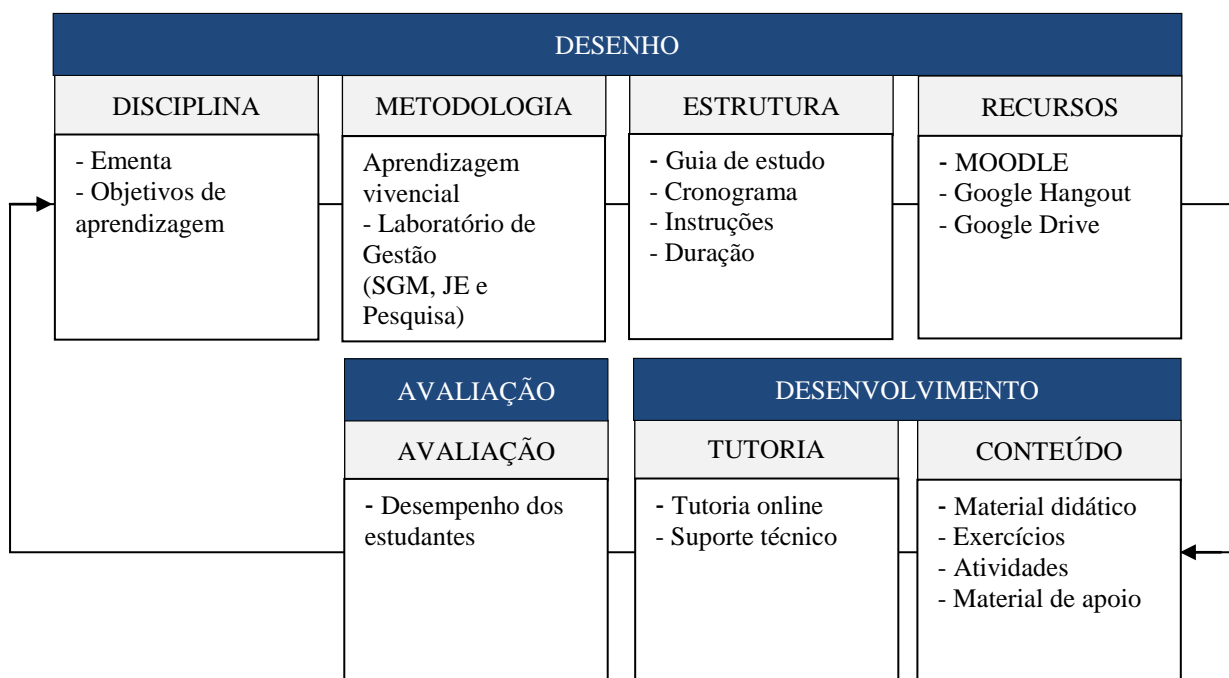 DESENHO
DISCIPLINA
- Ementa
- Objetivos de
aprendizagem
METODOLOGIA
Aprendizagem
vivencial
- Laboratório de
Gestão
(SGM, JE e
Pesquisa)
ESTRUTURA
- Guia de estudo
- Cronograma
- Instruções
- Duração
RECURSOS
- MOODLE
- Google Hangout
- Google Drive
AVALIAÇÃO
AVALIAÇÃO
- Desempenho dos
estudantes
DESENVOLVIMENTO
TUTORIA
- Tutoria online
- Suporte técnico
CONTEÚDO
- Material didático
- Exercícios
- Atividades
- Material de apoio